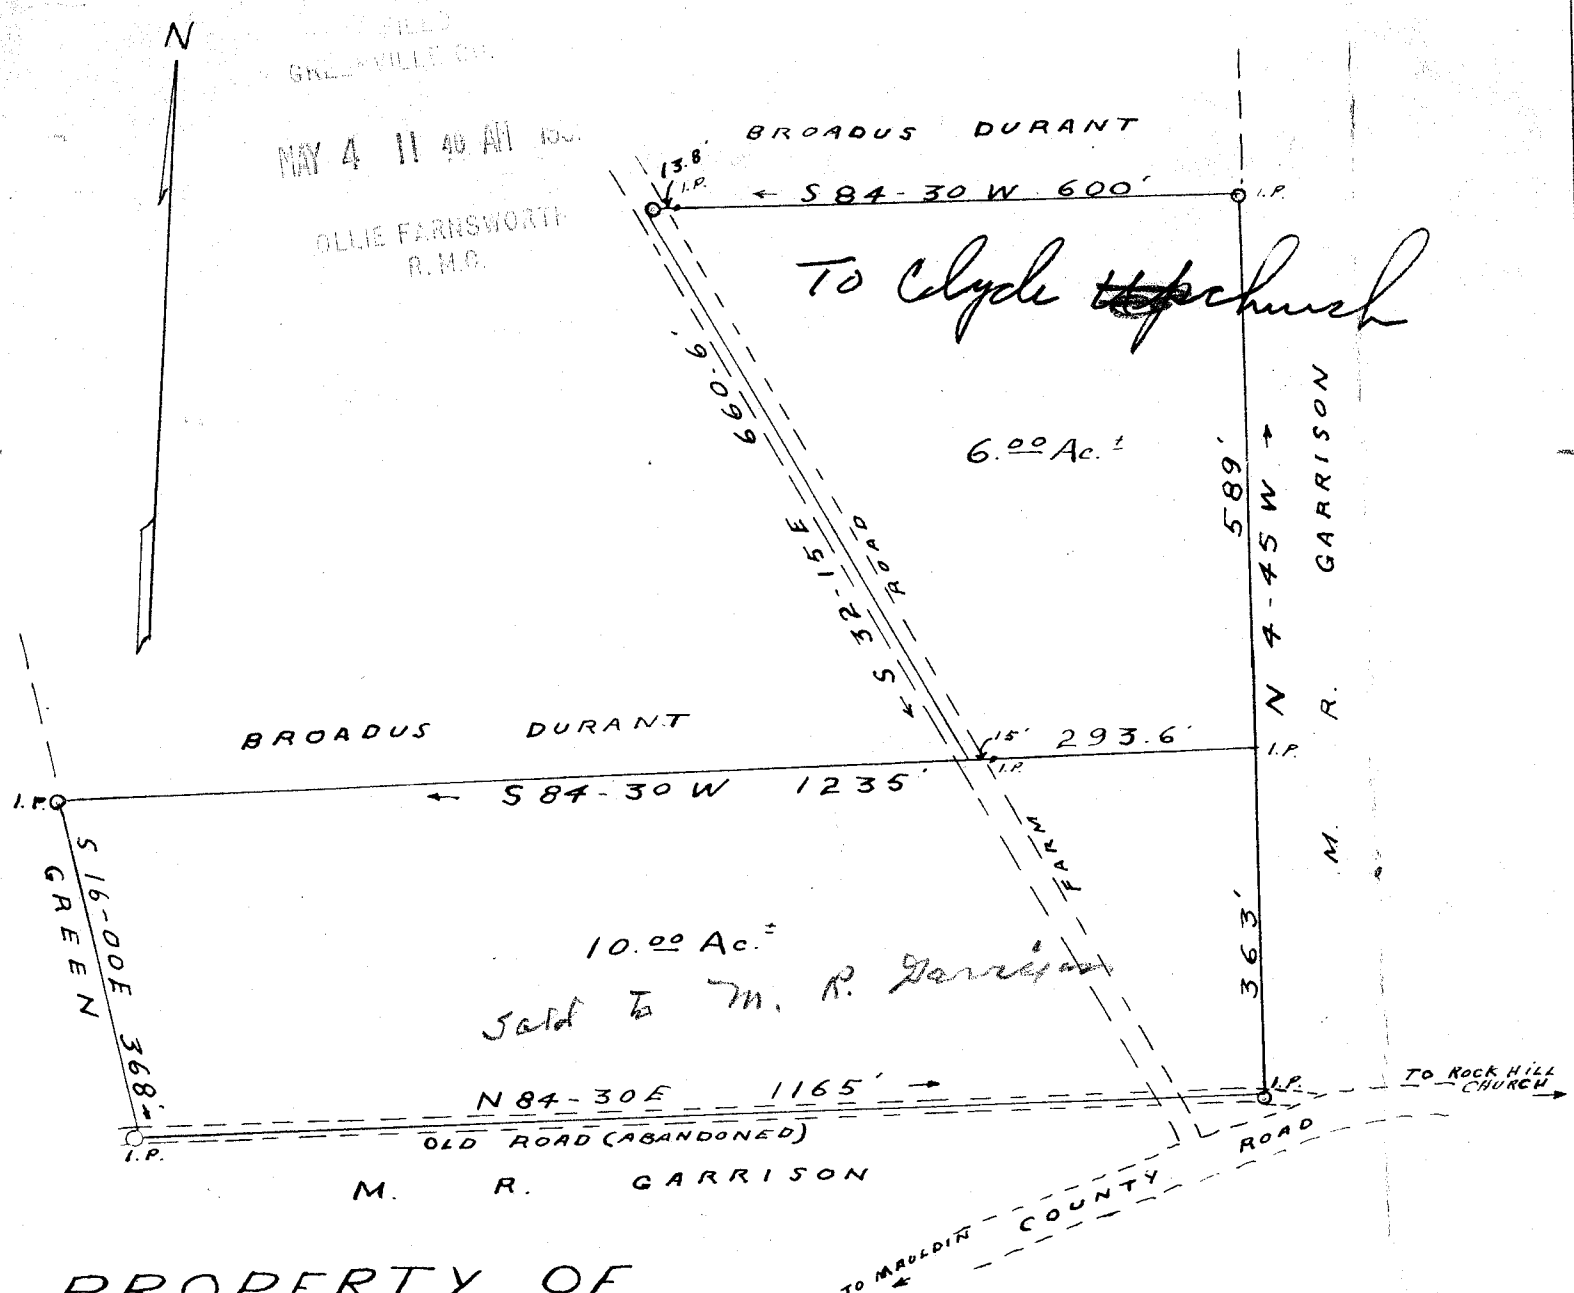 N
FILED
GREENVILLE CO.
MAY 4 11 40 AM
OLLIE FARNSWORTH
R.M.C.
BROADUS DURANT
13.8'
I.P.
← S 84-30 W 600'
I.P.
To Clyde Upchurch
660.6'
6.00 Ac.±
589'
N 4-45 W →
M. R. GARRISON
← S 32-15 E
FARM ROAD
BROADUS DURANT
15'
293.6'
I.P.
I.P.
I.P.
← S 84-30 W 1235'
S 16-00 E 368'
GREEN
10.00 Ac.±
Sold to M. R. Garrison
363'
N 84-30 E 1165' →
I.P.
TO ROCK HILL
CHURCH
OLD ROAD (ABANDONED)
I.P.
M. R. GARRISON
COUNTY ROAD
TO MAULDIN
PROPERTY OF